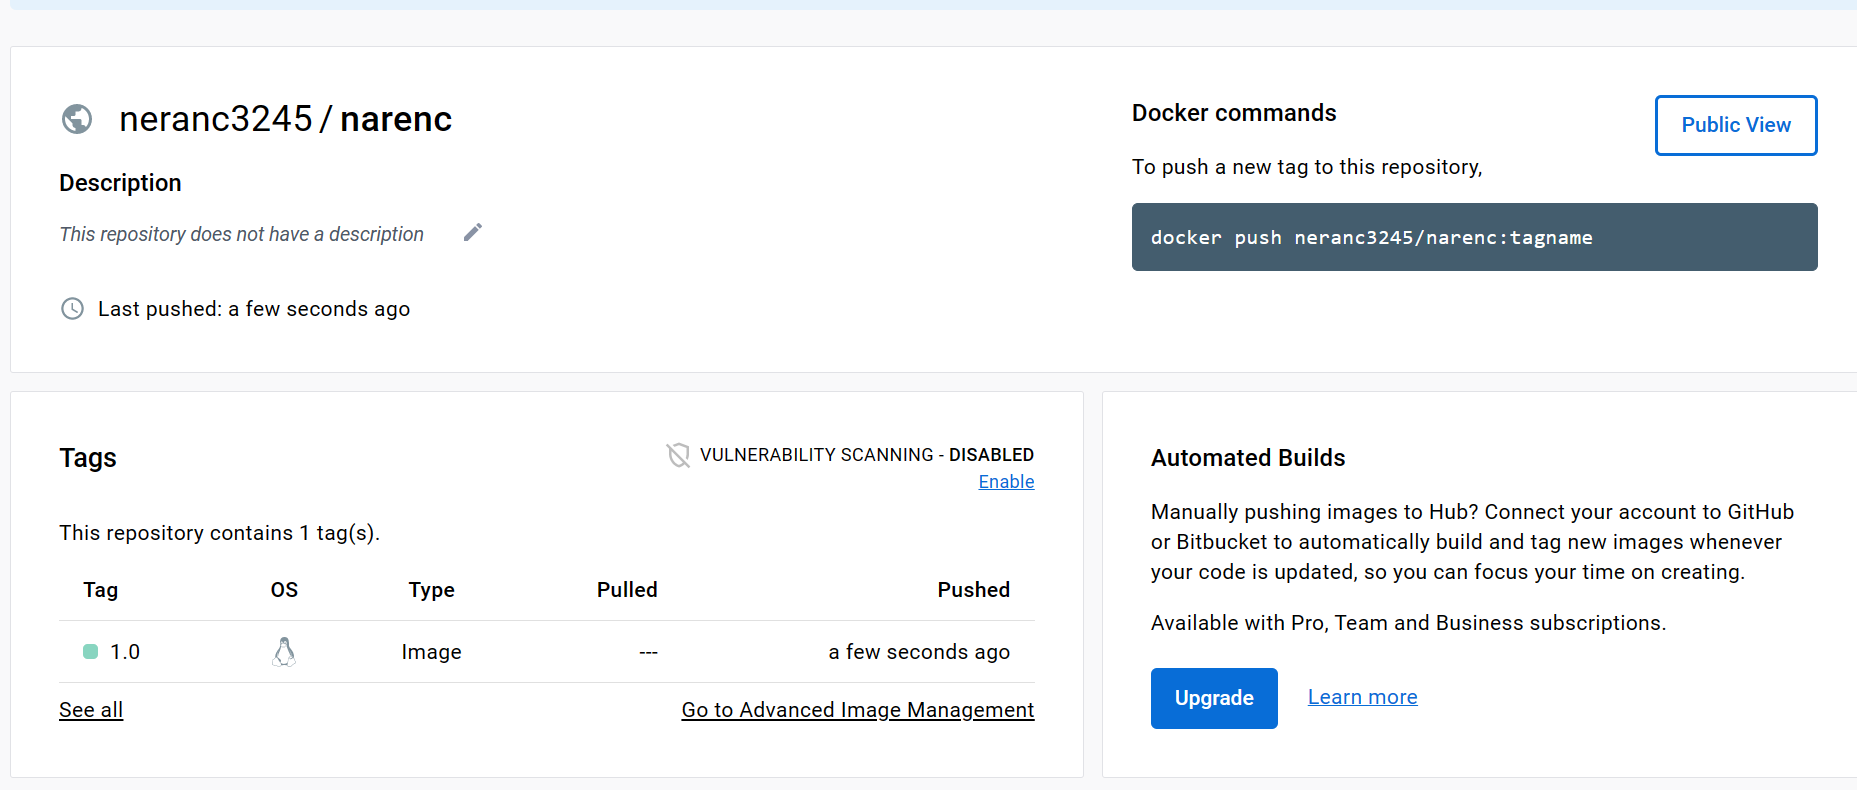 neranc3245 / narenc
Description
This repository does not have a description
Last pushed: a few seconds ago
Docker commands
Public View
To push a new tag to this repository,
docker push neranc3245/narenc:tagname
Tags
VULNERABILITY SCANNING - DISABLED
Enable
This repository contains 1 tag(s).
Tag OS Type Pulled Pushed
1.0 Image --- a few seconds ago
See all Go to Advanced Image Management
Automated Builds
Manually pushing images to Hub? Connect your account to GitHub
or Bitbucket to automatically build and tag new images whenever
your code is updated, so you can focus your time on creating.
Available with Pro, Team and Business subscriptions.
Upgrade Learn more